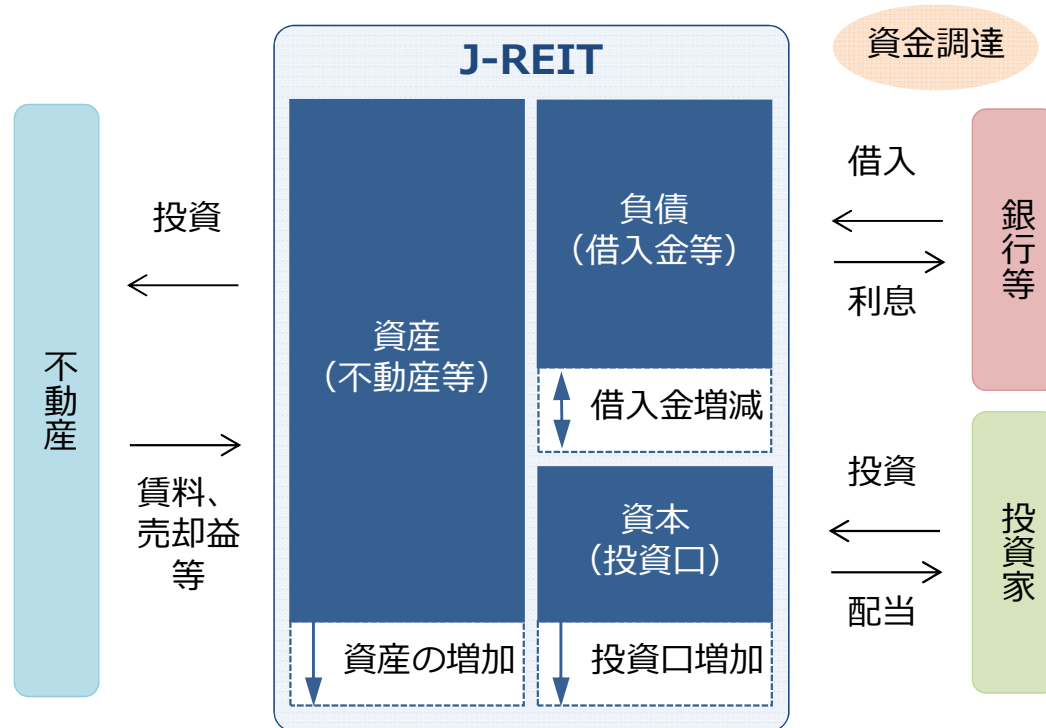 J-REIT
資金調達
不動産
投資
賃料、
売却益
等
資産
（不動産等）
資産の増加
負債
（借入金等）
借入金増減
資本
（投資口）
投資口増加
借入
利息
銀行等
投資
配当
投資家